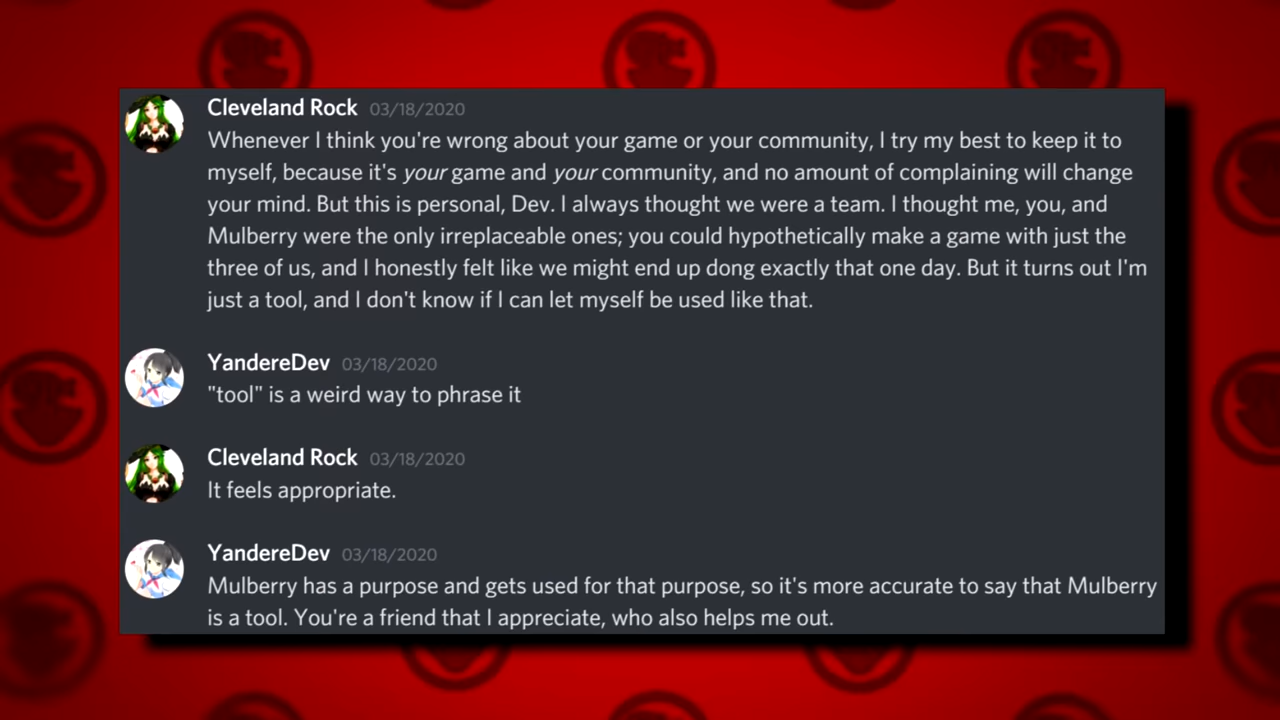 Cleveland Rock 03/18/2020
Whenever I think you're wrong about your game or your community, I try my best to keep it to
myself, because it's your game and your community, and no amount of complaining will change
your mind. But this is personal, Dev. I always thought we were a team. I thought me, you, and
Mulberry were the only irreplaceable ones; you could hypothetically make a game with just the
three of us, and I honestly felt like we might end up dong exactly that one day. But it turns out I'm
just a tool, and I don't know if I can let myself be used like that.
YandereDev 03/18/2020
"tool" is a weird way to phrase it
Cleveland Rock 03/18/2020
It feels appropriate.
YandereDev 03/18/2020
Mulberry has a purpose and gets used for that purpose, so it's more accurate to say that Mulberry
is a tool. You're a friend that I appreciate, who also helps me out.